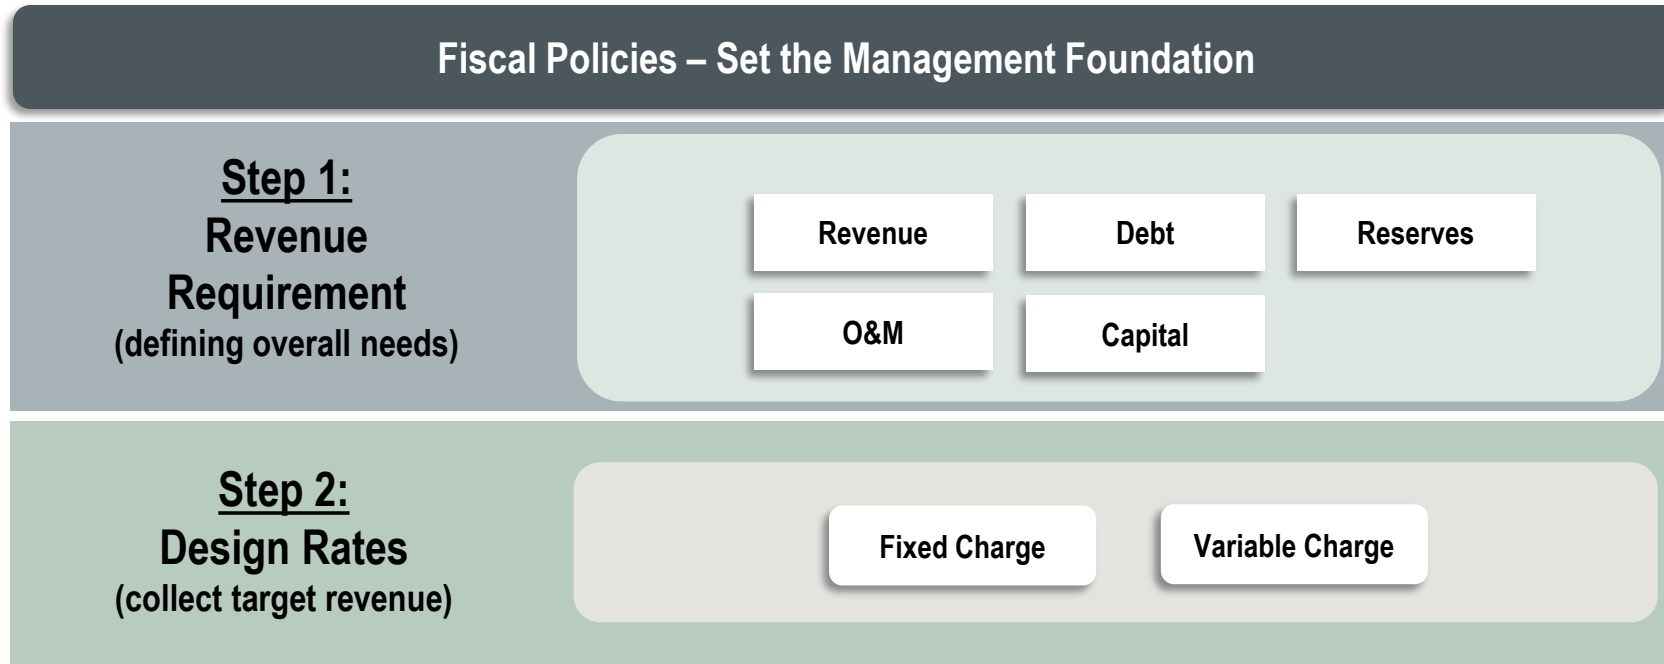 Fiscal Policies – Set the Management Foundation
Step 1:
Revenue
Requirement
(defining overall needs)
Revenue
Debt
Reserves
O&M
Capital
Step 2:
Design Rates
(collect target revenue)
Fixed Charge
Variable Charge